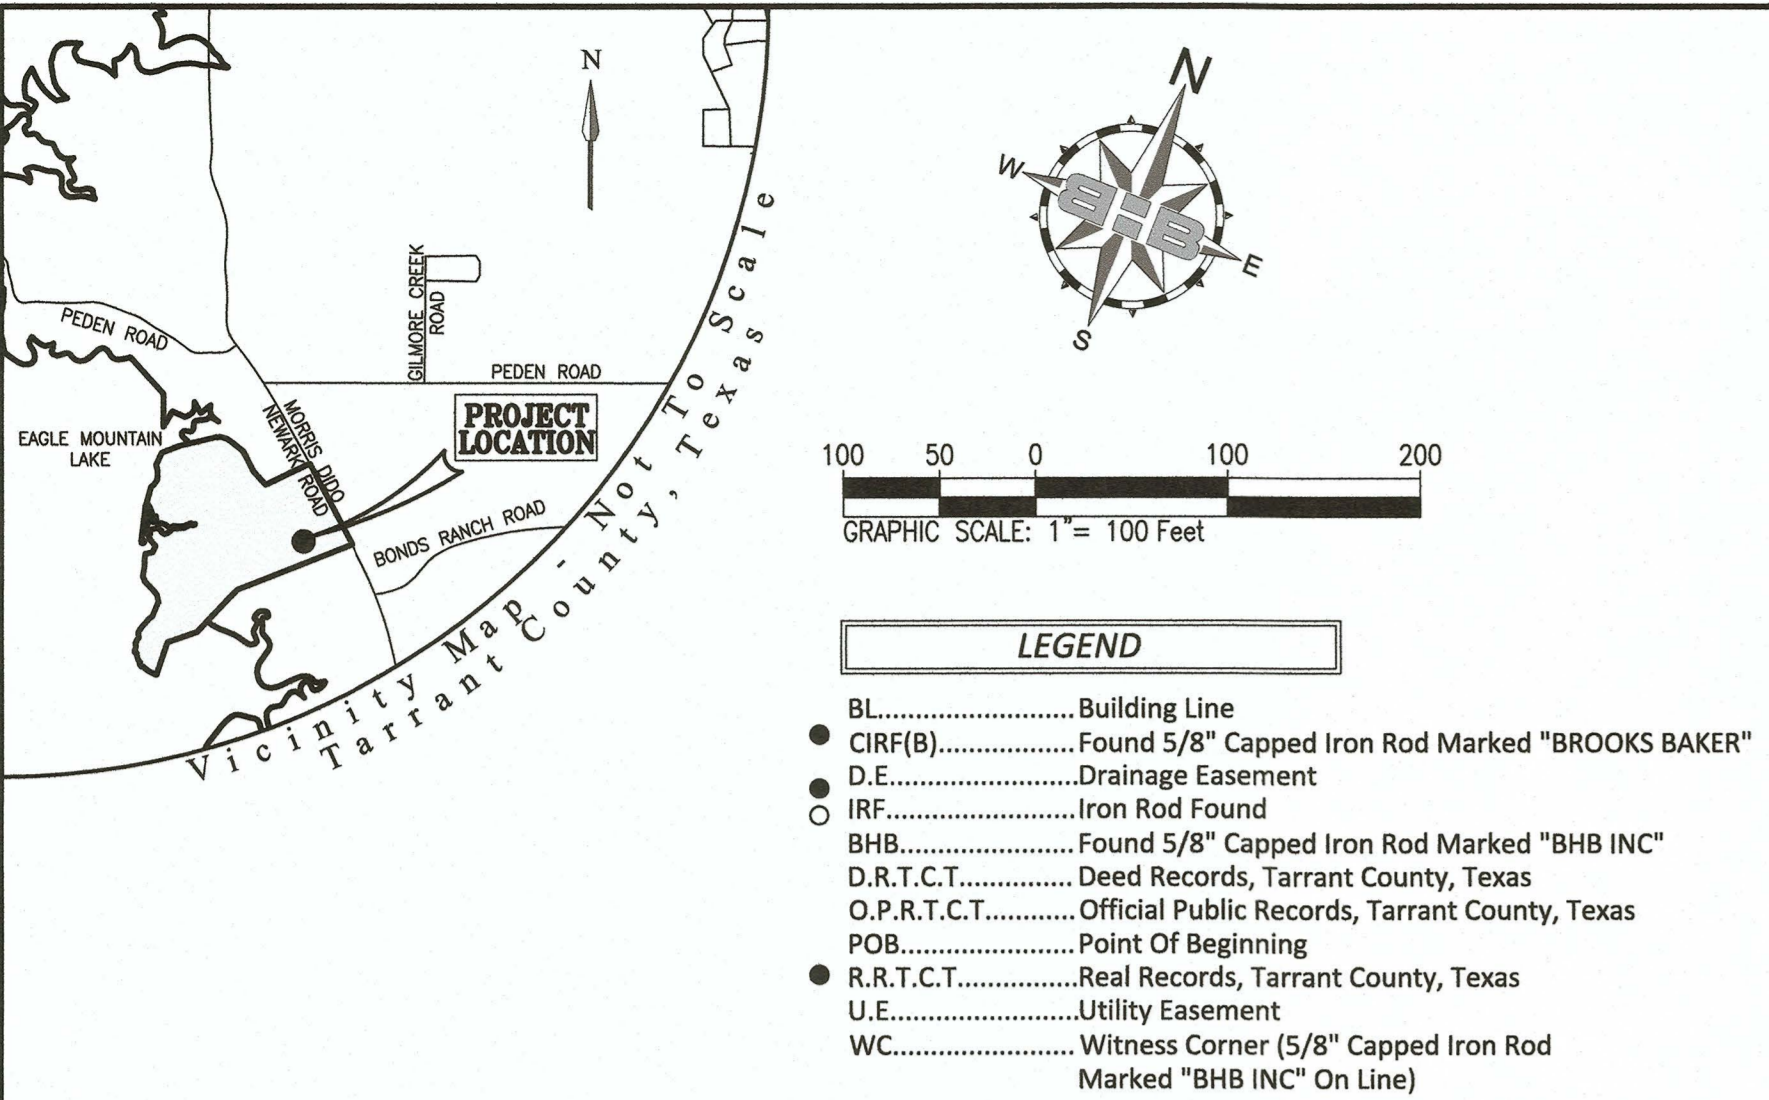 N
PEDEN ROAD
GILMORE CREEK
ROAD
PEDEN ROAD
PROJECT
LOCATION
EAGLE MOUNTAIN
LAKE
MORRIS DIDO
NEWARK ROAD
BONDS RANCH ROAD
Vicinity Map - Not To Scale
Tarrant County, Texas
N
W
E
S
BHB
100 50 0 100 200
GRAPHIC SCALE: 1"= 100 Feet
LEGEND
BL..........................Building Line
CIRF(B)..................Found 5/8" Capped Iron Rod Marked "BROOKS BAKER"
D.E.........................Drainage Easement
IRF.........................Iron Rod Found
BHB.......................Found 5/8" Capped Iron Rod Marked "BHB INC"
D.R.T.C.T...............Deed Records, Tarrant County, Texas
O.P.R.T.C.T............Official Public Records, Tarrant County, Texas
POB.......................Point Of Beginning
R.R.T.C.T................Real Records, Tarrant County, Texas
U.E.........................Utility Easement
WC........................Witness Corner (5/8" Capped Iron Rod
Marked "BHB INC" On Line)